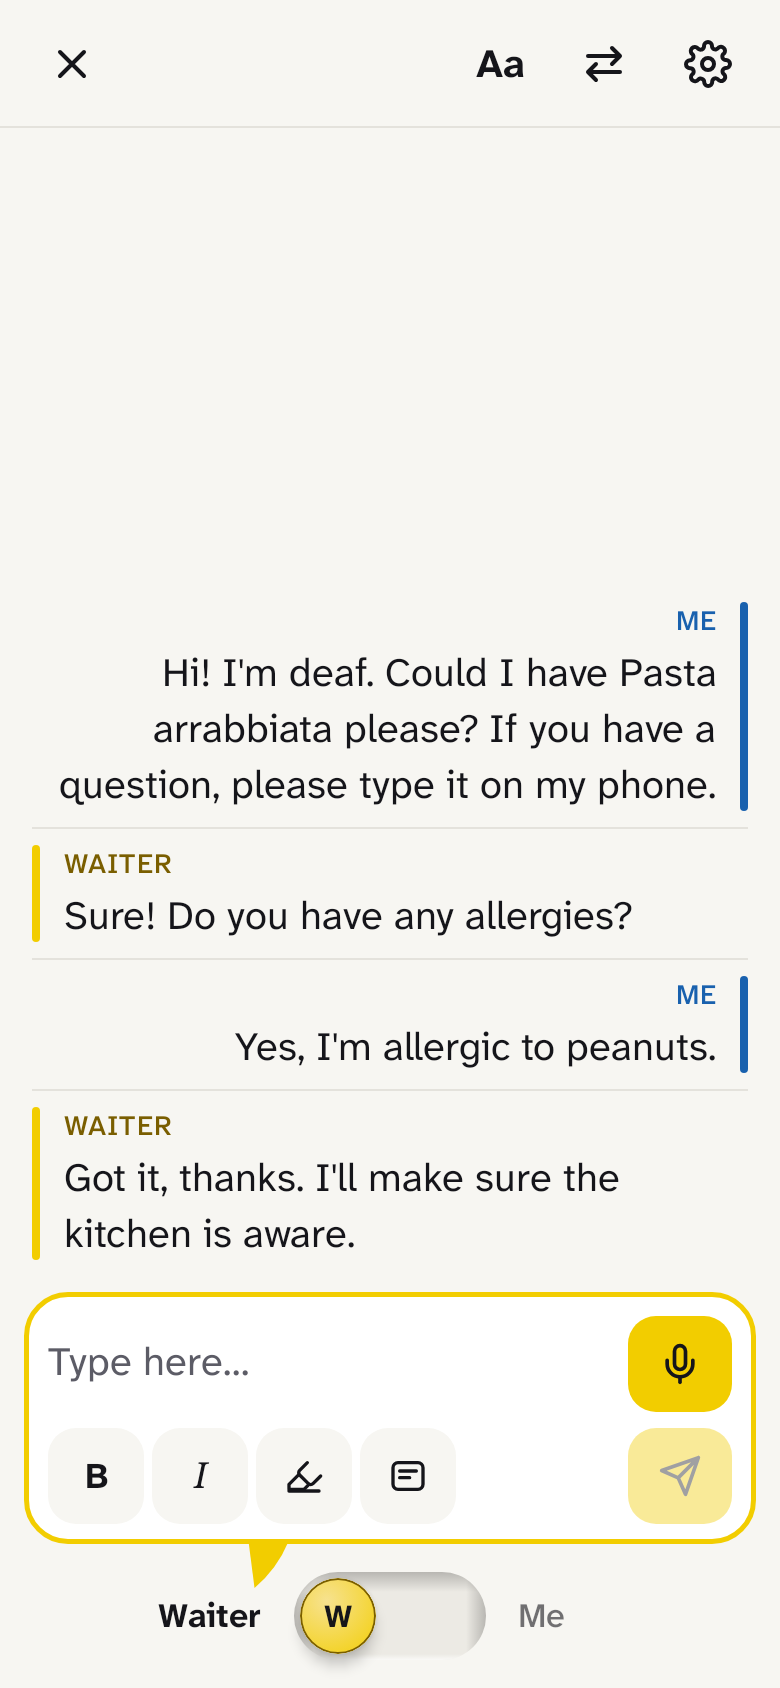 Aa
ME
Hi! I'm deaf. Could I have Pasta
arrabbiata please? If you have a
question, please type it on my phone.
WAITER
Sure! Do you have any allergies?
ME
Yes, I'm allergic to peanuts.
WAITER
Got it, thanks. I'll make sure the
kitchen is aware.
Type here...
B I
Waiter W Me